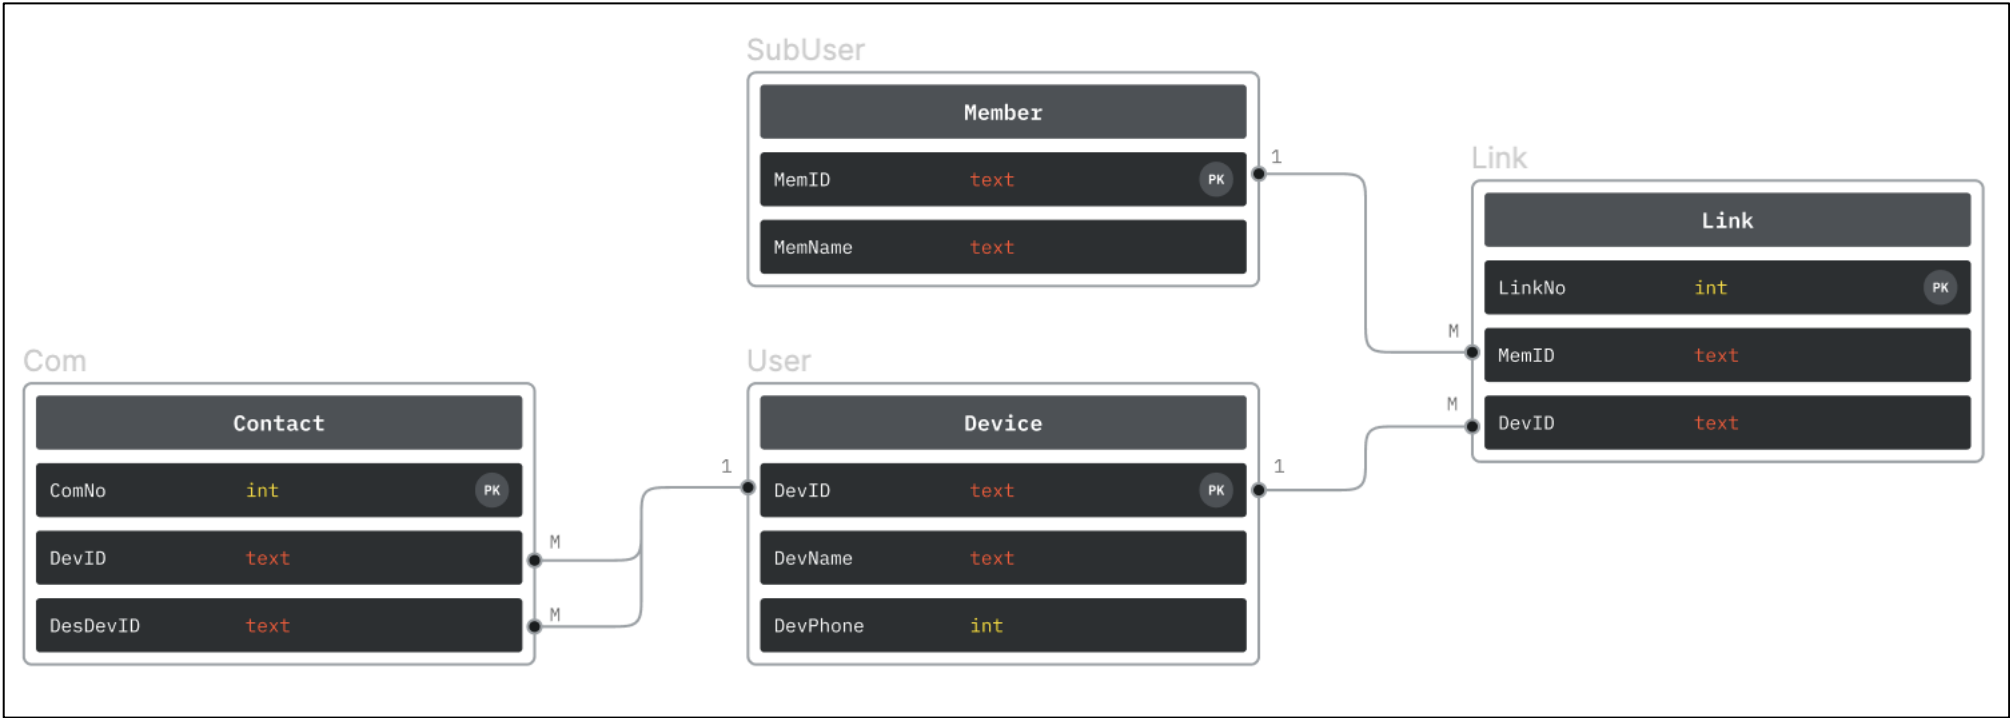 SubUser
Member
MemID text PK
MemName text
1
Link
Link
LinkNo int PK
M
MemID text
M
DevID text
Com
Contact
ComNo int PK
DevID text
M
DesDevID text
M
User
Device
1
DevID text PK
1
DevName text
DevPhone int